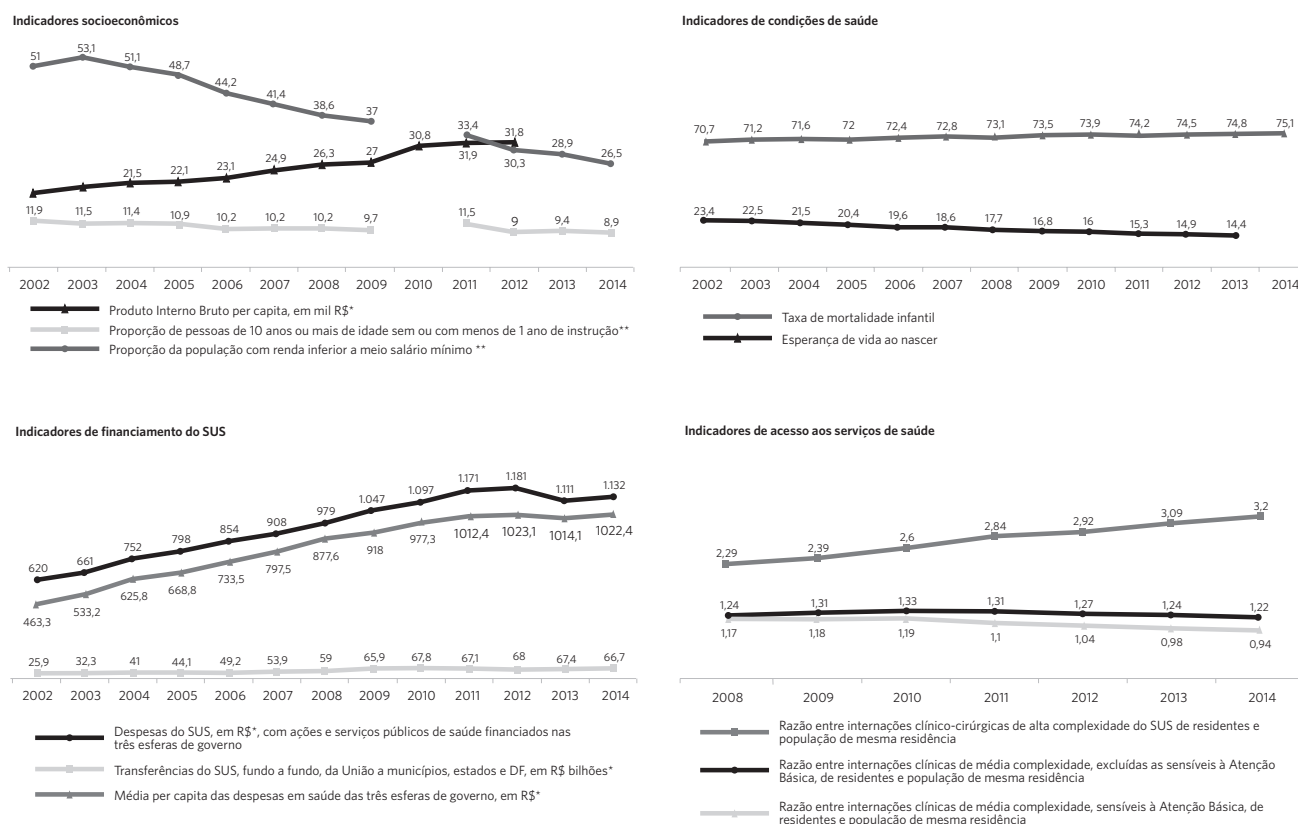 Indicadores socioeconômicos
51 53,1 51,1 48,7 44,2 41,4 38,6 37 33,4 30,3 28,9 26,5
21,5 22,1 23,1 24,9 26,3 27 30,8 31,9 31,8
11,9 11,5 11,4 10,9 10,2 10,2 10,2 9,7 11,5 9 9,4 8,9
2002 2003 2004 2005 2006 2007 2008 2009 2010 2011 2012 2013 2014
Produto Interno Bruto per capita, em mil R$*
Proporção de pessoas de 10 anos ou mais de idade sem ou com menos de 1 ano de instrução**
Proporção da população com renda inferior a meio salário mínimo **
Indicadores de condições de saúde
70,7 71,2 71,6 72 72,4 72,8 73,1 73,5 73,9 74,2 74,5 74,8 75,1
23,4 22,5 21,5 20,4 19,6 18,6 17,7 16,8 16 15,3 14,9 14,4
2002 2003 2004 2005 2006 2007 2008 2009 2010 2011 2012 2013 2014
Taxa de mortalidade infantil
Esperança de vida ao nascer
Indicadores de financiamento do SUS
620 661 752 798 854 908 979 1.047 1.097 1.171 1.181 1.111 1.132
463,3 533,2 625,8 668,8 733,5 797,5 877,6 918 977,3 1012,4 1023,1 1014,1 1022,4
25,9 32,3 41 44,1 49,2 53,9 59 65,9 67,8 67,1 68 67,4 66,7
2002 2003 2004 2005 2006 2007 2008 2009 2010 2011 2012 2013 2014
Despesas do SUS, em R$*, com ações e serviços públicos de saúde financiados nas
três esferas de governo
Transferências do SUS, fundo a fundo, da União a municípios, estados e DF, em R$ bilhões*
Média per capita das despesas em saúde das três esferas de governo, em R$*
Indicadores de acesso aos serviços de saúde
2,29 2,39 2,6 2,84 2,92 3,09 3,2
1,24 1,31 1,33 1,31 1,27 1,24 1,22
1,17 1,18 1,19 1,1 1,04 0,98 0,94
2008 2009 2010 2011 2012 2013 2014
Razão entre internações clínico-cirúrgicas de alta complexidade do SUS de residentes e
população de mesma residência
Razão entre internações clínicas de média complexidade, excluídas as sensíveis à Atenção
Básica, de residentes e população de mesma residência
Razão entre internações clínicas de média complexidade, sensíveis à Atenção Básica, de
residentes e população de mesma residência